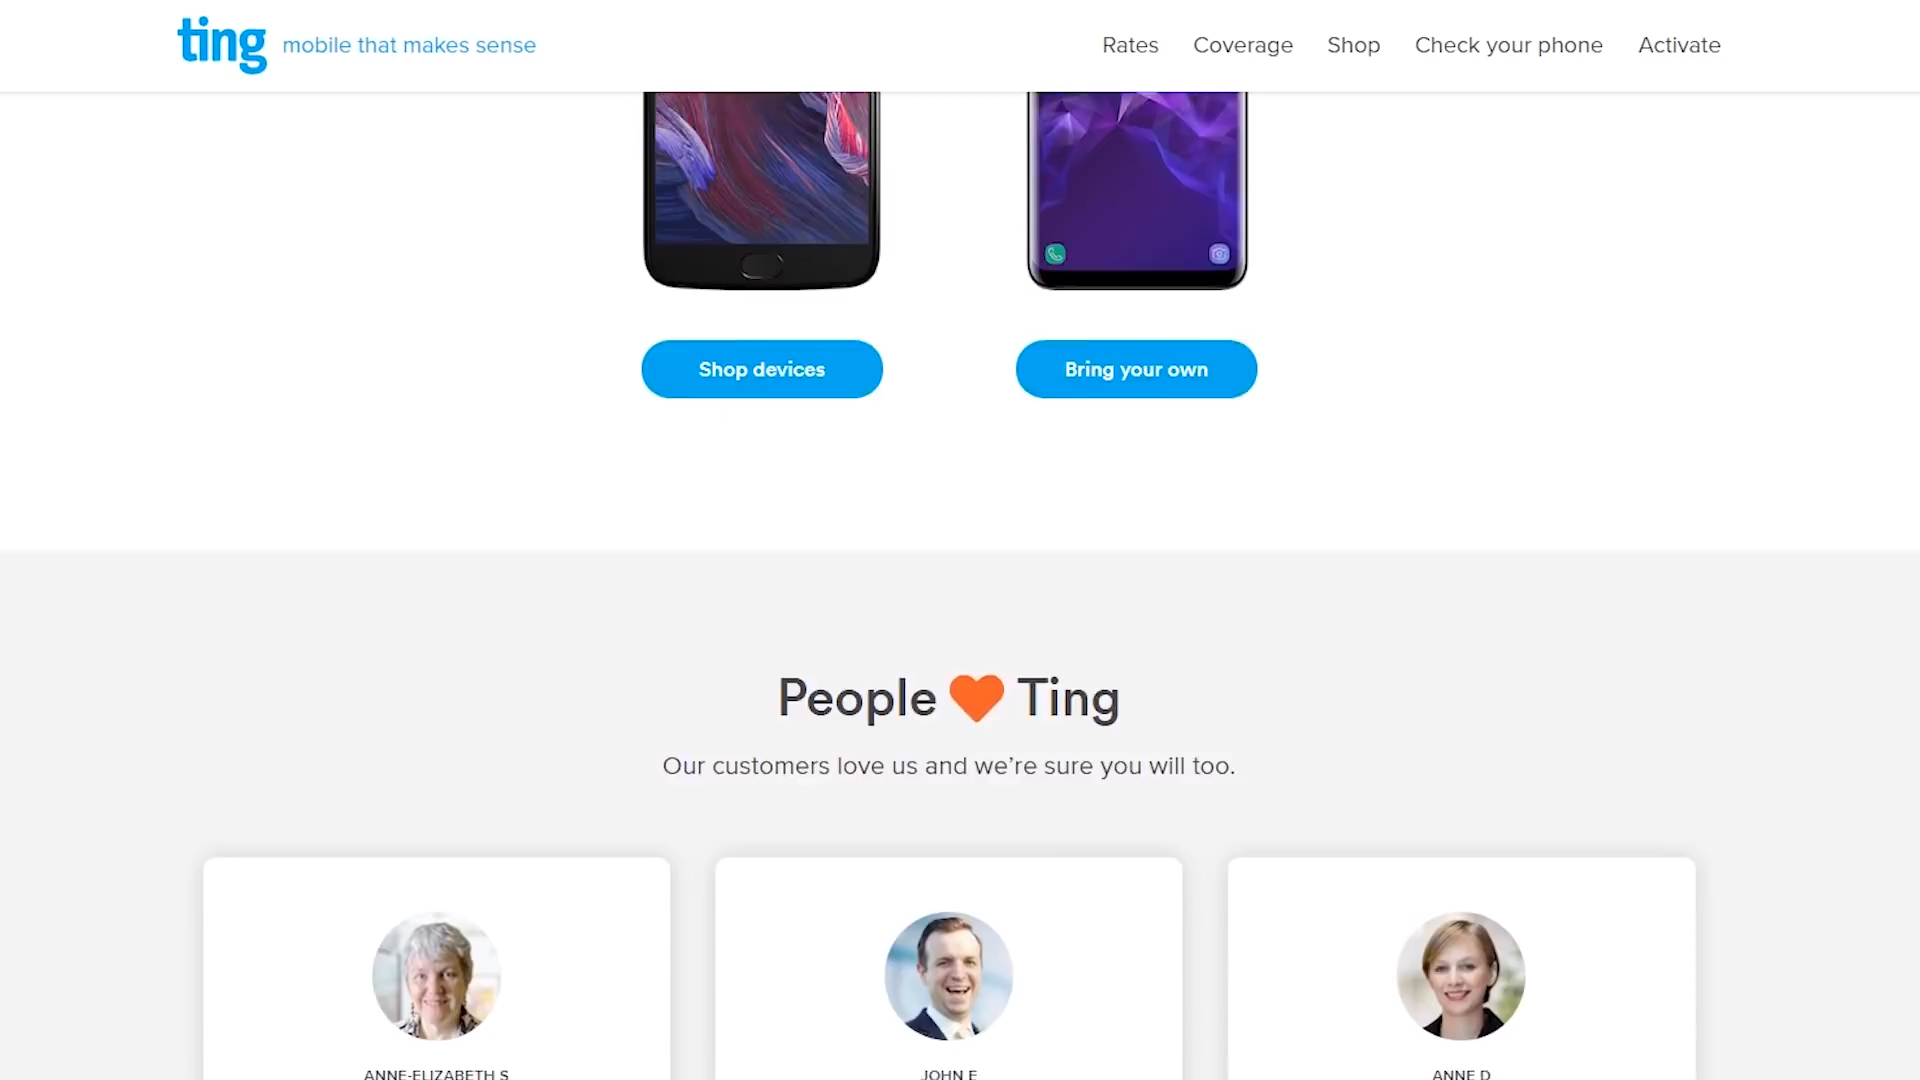 ting mobile that makes sense Rates Coverage Shop Check your phone Activate
Shop devices Bring your own
People Ting
Our customers love us and we’re sure you will too.
ANNE-ELIZABETH S JOHN E ANNE D